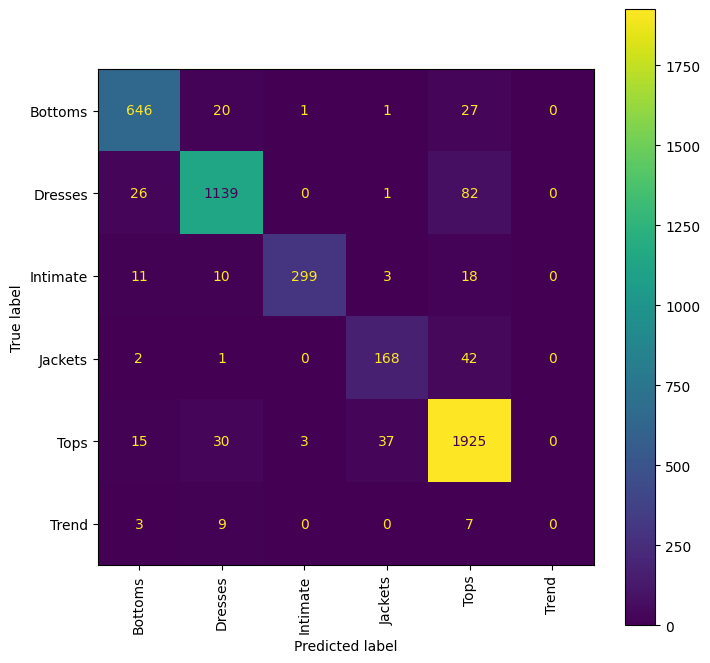 Bottoms 646 20 1 1 27 0
Dresses 26 1139 0 1 82 0
Intimate 11 10 299 3 18 0
Jackets 2 1 0 168 42 0
Tops 15 30 3 37 1925 0
Trend 3 9 0 0 7 0
True label
Bottoms Dresses Intimate Jackets Tops Trend
Predicted label
1750
1500
1250
1000
750
500
250
0